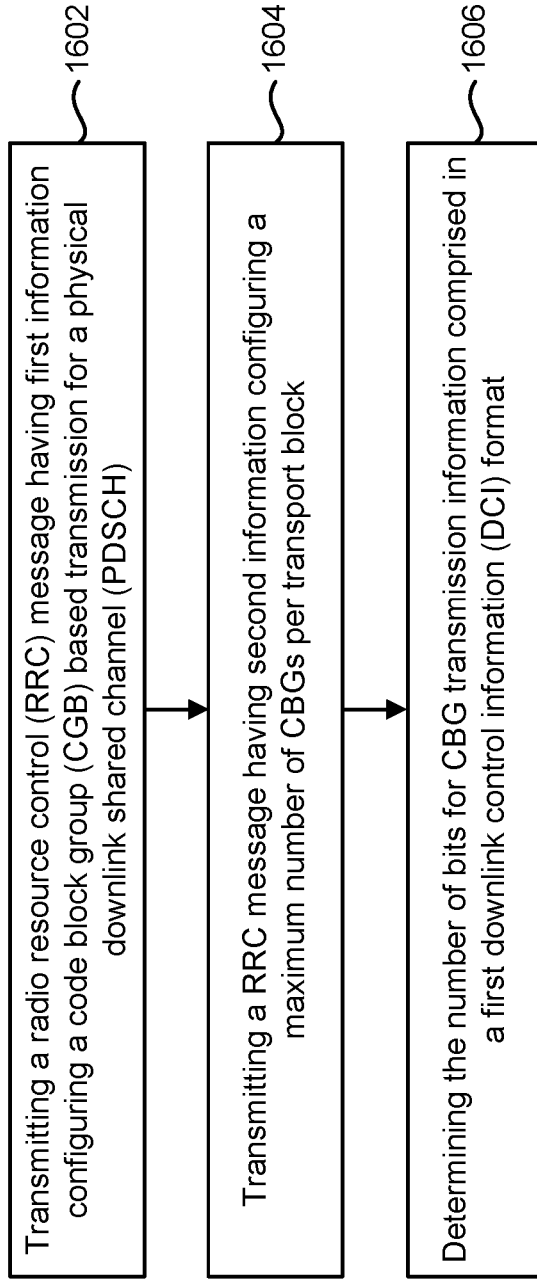 Transmitting a radio resource control (RRC) message having first information
configuring a code block group (CGB) based transmission for a physical
downlink shared channel (PDSCH)
1602
Transmitting a RRC message having second information configuring a
maximum number of CBGs per transport block
1604
Determining the number of bits for CBG transmission information comprised in
a first downlink control information (DCI) format
1606